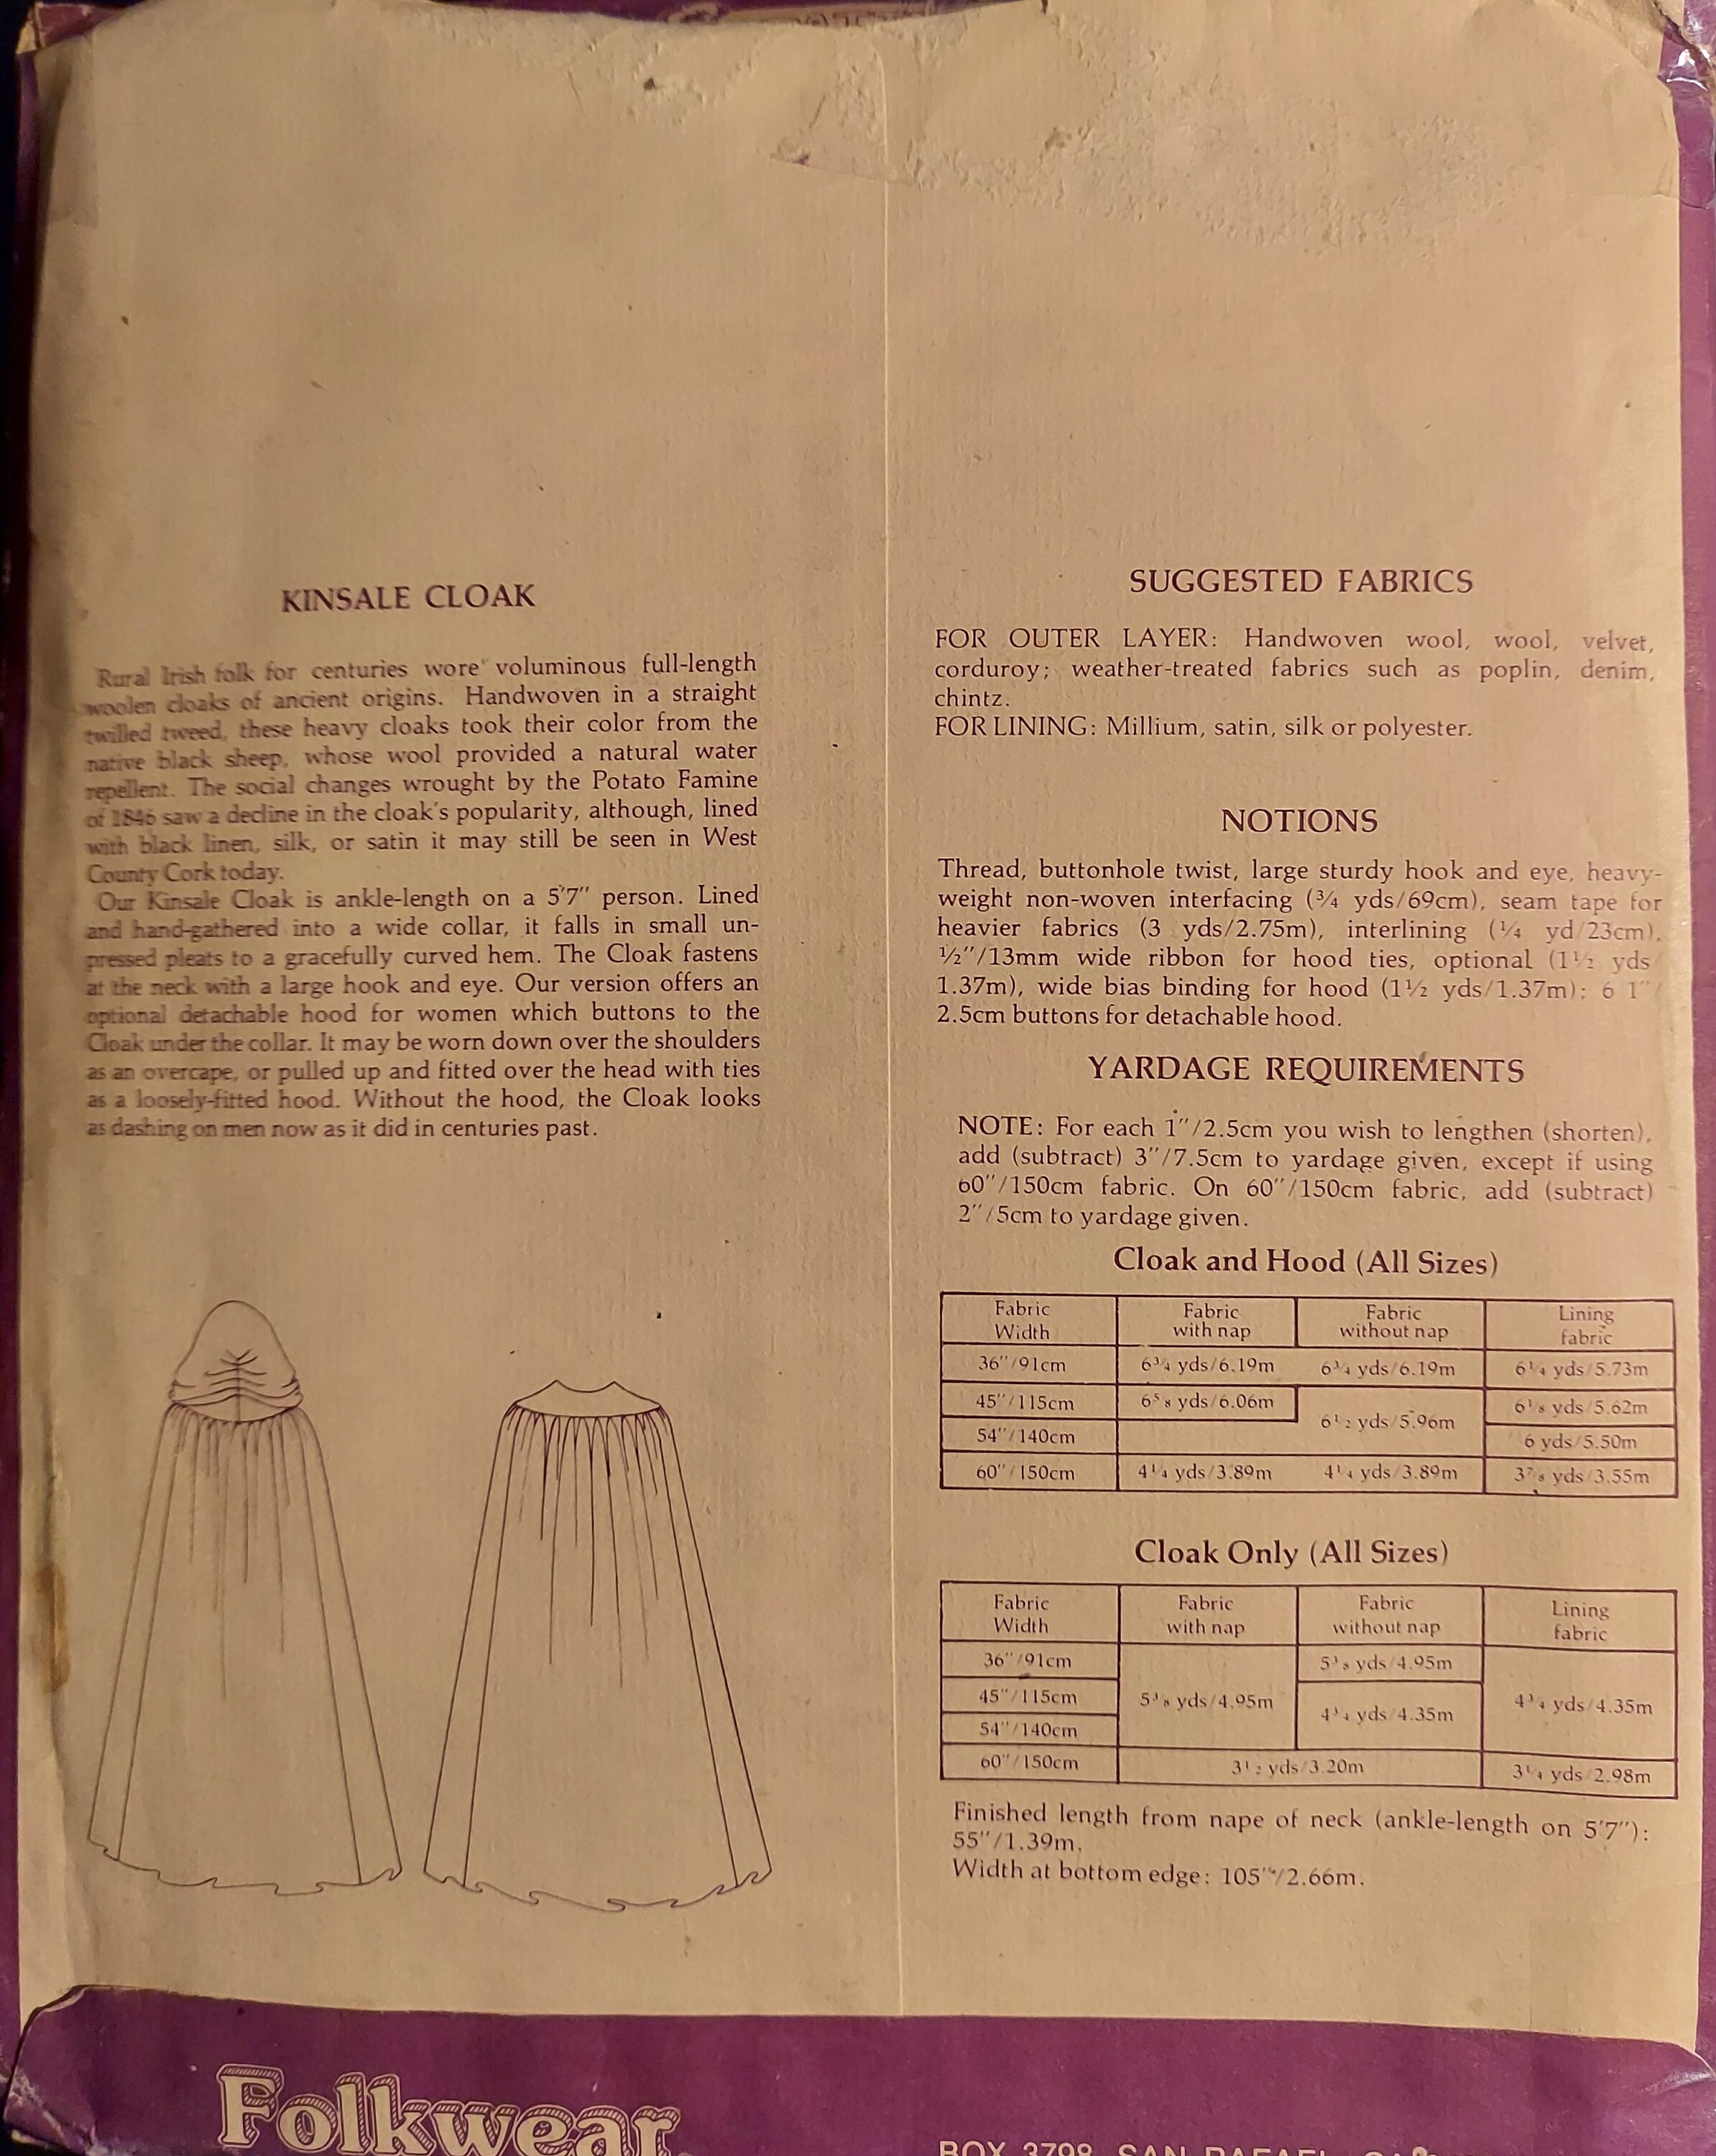 KINSALE CLOAK
Rural Irish folk for centuries wore voluminous full-length
woolen cloaks of ancient origins. Handwoven in a straight
twilled tweed, these heavy cloaks took their color from the
native black sheep, whose wool provided a natural water
repellent. The social changes wrought by the Potato Famine
of 1846 saw a decline in the cloak's popularity, although, lined
with black linen, silk, or satin it may still be seen in West
County Cork today.
Our Kinsale Cloak is ankle-length on a 5'7" person. Lined
and hand-gathered into a wide collar, it falls in small un-
pressed pleats to a gracefully curved hem. The Cloak fastens
at the neck with a large hook and eye. Our version offers an
optional detachable hood for women which buttons to the
Cloak under the collar. It may be worn down over the shoulders
as an overcape, or pulled up and fitted over the head with ties
as a loosely-fitted hood. Without the hood, the Cloak looks
as dashing on men now as it did in centuries past.
SUGGESTED FABRICS
FOR OUTER LAYER: Handwoven wool, wool, velvet,
corduroy; weather-treated fabrics such as poplin, denim,
chintz.
FOR LINING: Millium, satin, silk or polyester.
NOTIONS
Thread, buttonhole twist, large sturdy hook and eye, heavy-
weight non-woven interfacing (¾ yds/69cm), seam tape for
heavier fabrics (3 yds/2.75m), interlining (¼ yd/23cm),
½"/13mm wide ribbon for hood ties, optional (1½ yds/
1.37m), wide bias binding for hood (1½ yds/1.37m); 6 1"/
2.5cm buttons for detachable hood.
YARDAGE REQUIREMENTS
NOTE: For each 1"/2.5cm you wish to lengthen (shorten),
add (subtract) 3"/7.5cm to yardage given, except if using
60"/150cm fabric. On 60"/150cm fabric, add (subtract)
2"/5cm to yardage given.
Cloak and Hood (All Sizes)
Fabric Width Fabric with nap Fabric without nap Lining fabric
36"/91cm 6¾ yds/6.19m 6¾ yds/6.19m 6¼ yds/5.73m
45"/115cm 6⅝ yds/6.06m 6½ yds/5.96m 6⅛ yds/5.62m
54"/140cm 6 yds/5.50m
60"/150cm 4¼ yds/3.89m 4¼ yds/3.89m 3⅞ yds/3.55m
Cloak Only (All Sizes)
Fabric Width Fabric with nap Fabric without nap Lining fabric
36"/91cm 5⅜ yds/4.95m
45"/115cm 5⅜ yds/4.95m 4¾ yds/4.35m 4¾ yds/4.35m
54"/140cm
60"/150cm 3½ yds/3.20m 3¼ yds/2.98m
Finished length from nape of neck (ankle-length on 5'7"):
55"/1.39m.
Width at bottom edge: 105"/2.66m.
Folkwear
BOX 3798, SAN RAFAEL,